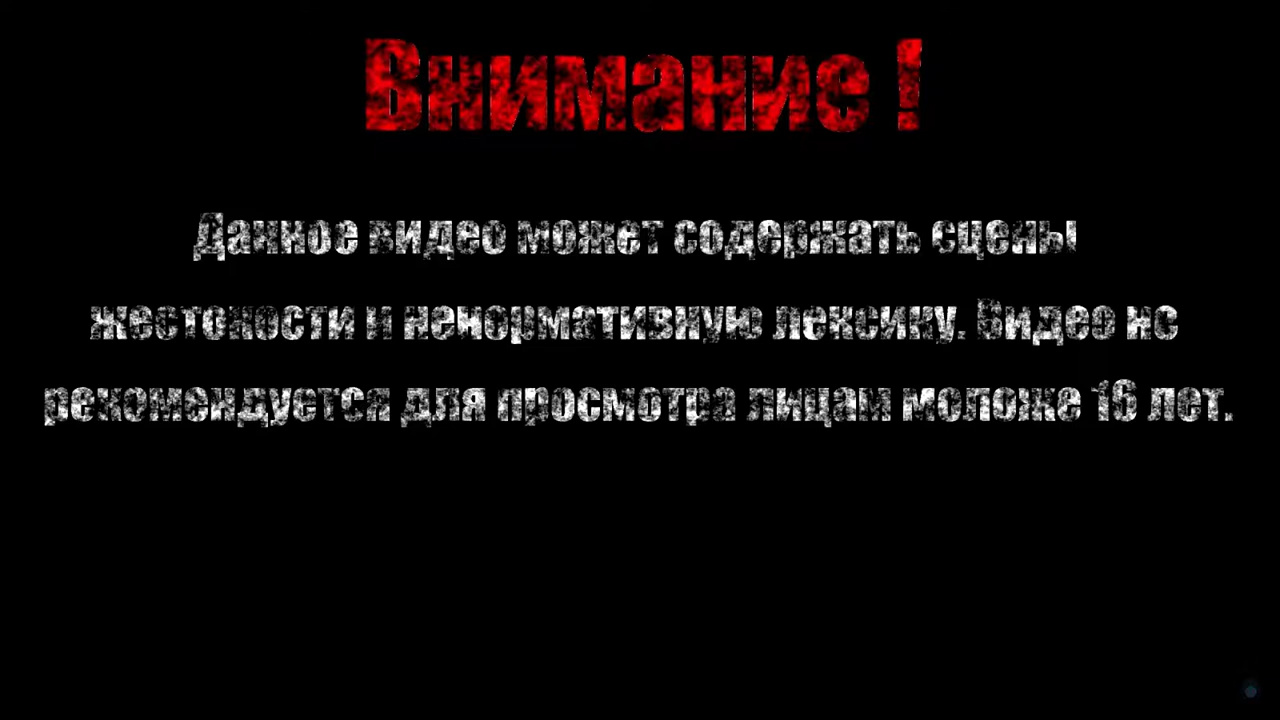 Внимание !
Данное видео может содержать сцены
жестокости и ненормативную лексику. Видео не
рекомендуется для просмотра лицам моложе 16 лет.